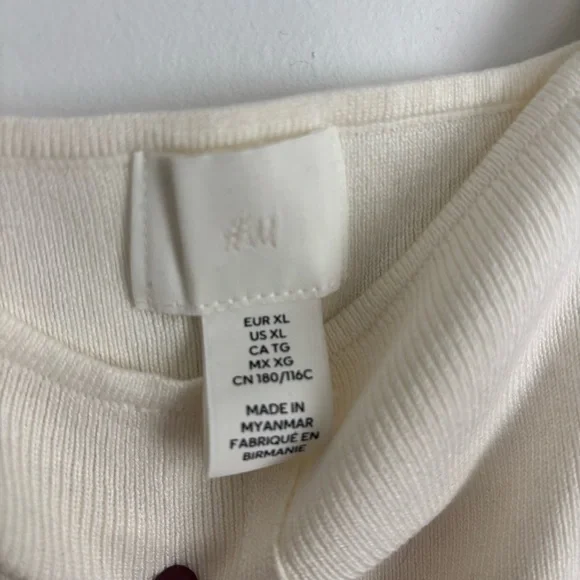 H&M
EUR XL
US XL
CA TG
MX XG
CN 180/116C
MADE IN
MYANMAR
FABRIQUÉ EN
BIRMANIE